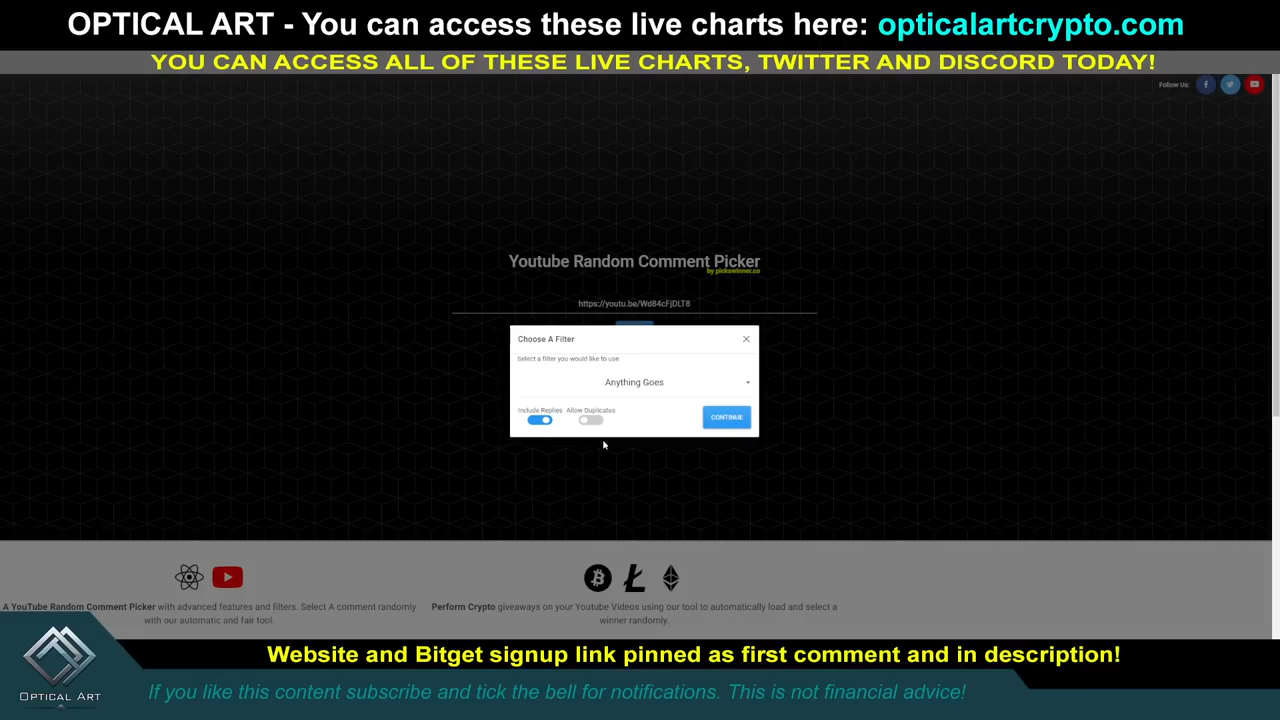 OPTICAL ART - You can access these live charts here: opticalartcrypto.com
YOU CAN ACCESS ALL OF THESE LIVE CHARTS, TWITTER AND DISCORD TODAY!
Follow Us:
Youtube Random Comment Picker
by pickawinner.co
https://youtu.be/Wd84cFjDLT8
Choose A Filter
Select a filter you would like to use.
Anything Goes
Include Replies
Allow Duplicates
CONTINUE
A YouTube Random Comment Picker with advanced features and filters. Select A comment randomly
with our automatic and fair tool.
Perform Crypto giveaways on your Youtube Videos using our tool to automatically load and select a
winner randomly.
Website and Bitget signup link pinned as first comment and in description!
OPTICAL ART
If you like this content subscribe and tick the bell for notifications. This is not financial advice!